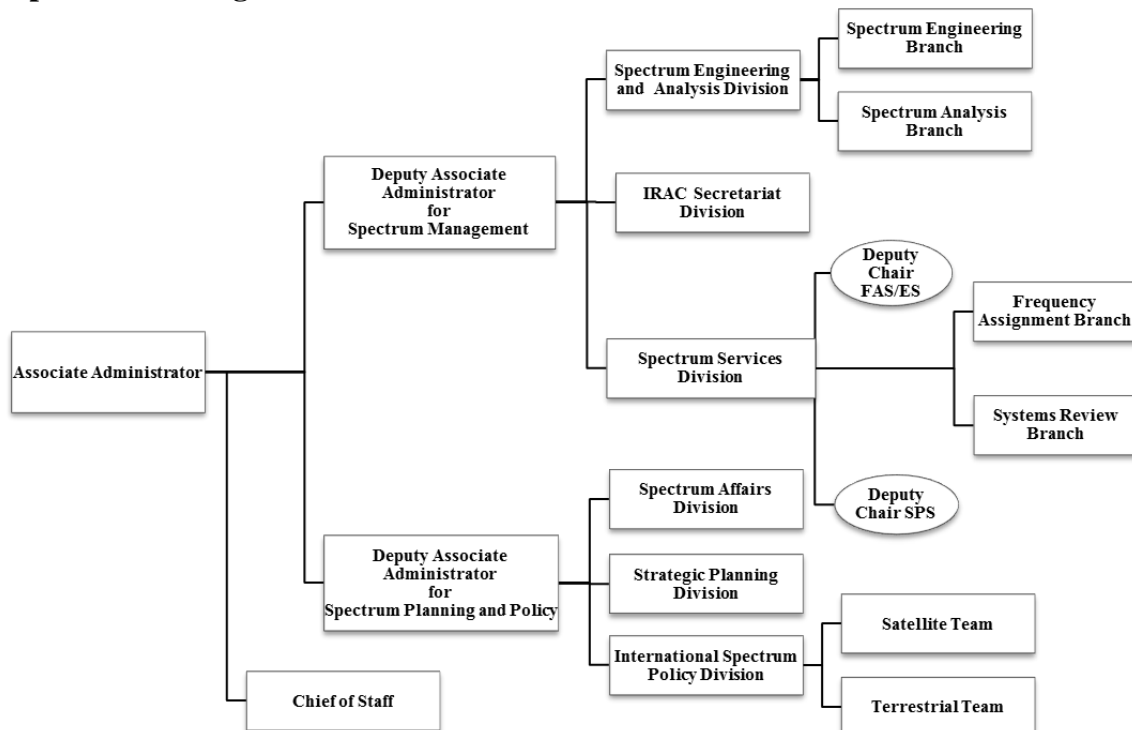 Spectrum Engineering
Branch
Spectrum Engineering
and Analysis Division
Spectrum Analysis
Branch
Deputy Associate
Administrator
for
Spectrum Management
IRAC Secretariat
Division
Deputy
Chair
FAS/ES
Frequency
Assignment Branch
Associate Administrator
Spectrum Services
Division
Systems Review
Branch
Spectrum Affairs
Division
Deputy
Chair SPS
Deputy Associate
Administrator
for
Spectrum Planning and Policy
Strategic Planning
Division
Satellite Team
International Spectrum
Policy Division
Chief of Staff
Terrestrial Team